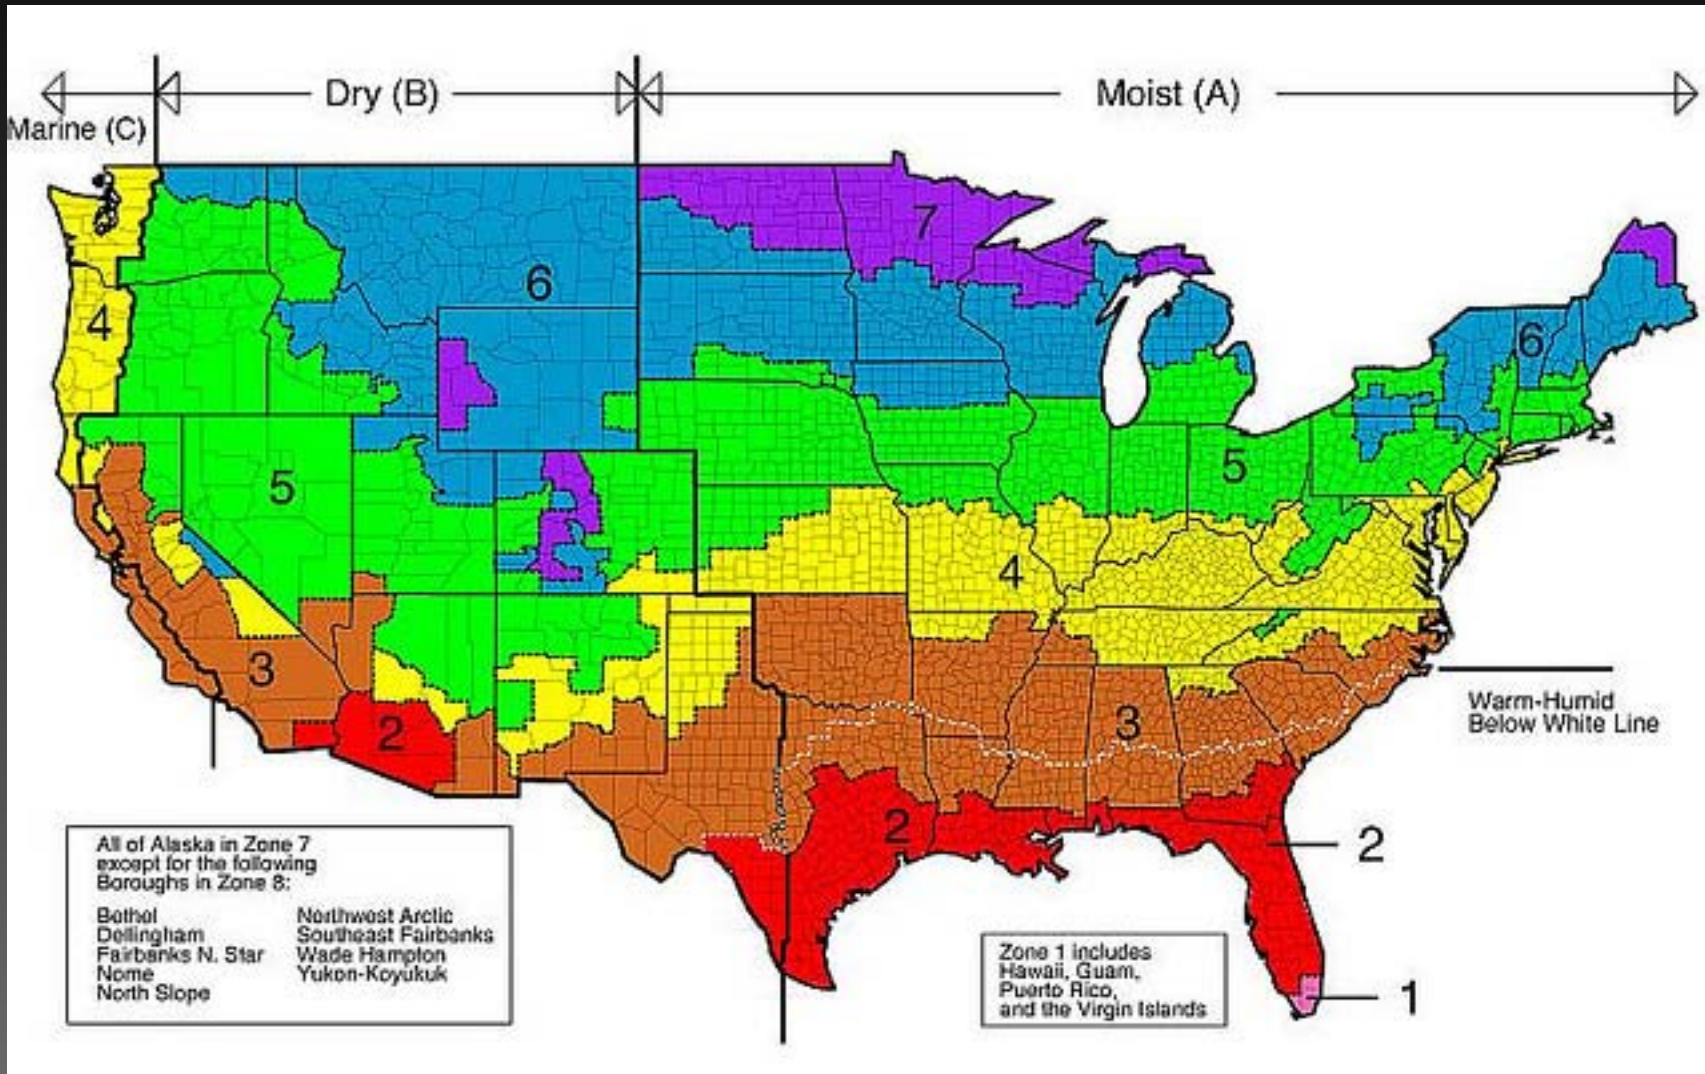 Dry (B)
Moist (A)
Marine (C)
7
6
4
6
5
5
4
3
2
3
2
Warm-Humid
Below White Line
2
1
All of Alaska in Zone 7
except for the following
Boroughs in Zone 8:
Bethel
Dellingham
Fairbanks N. Star
Nome
North Slope
Northwest Arctic
Southeast Fairbanks
Wade Hampton
Yukon-Koyukuk
Zone 1 includes
Hawaii, Guam,
Puerto Rico,
and the Virgin Islands